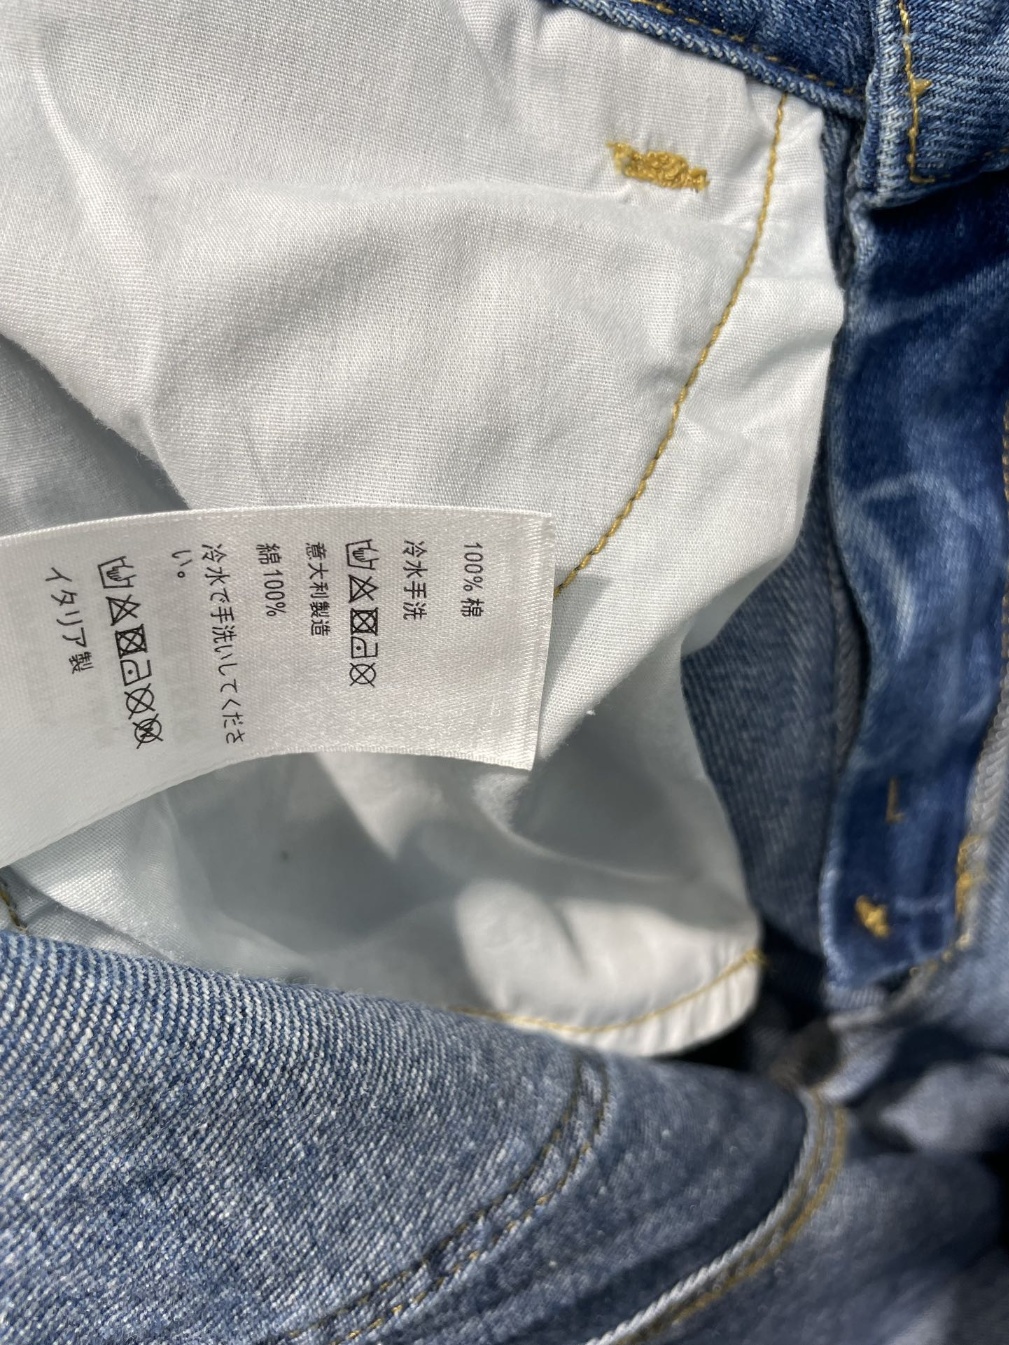 100% 棉
冷水手洗
意大利製造
綿100%
冷水で手洗いしてくださ
い。
イタリア製